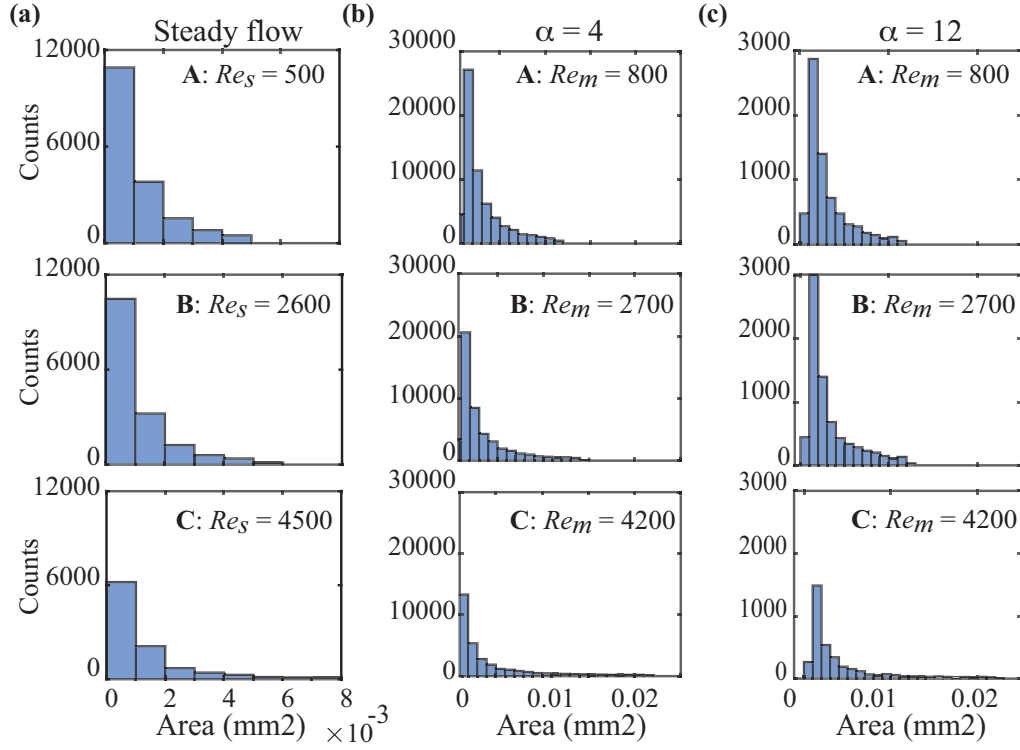 (a)
Steady flow
12000
6000
0
Counts
A: Res = 500
12000
6000
0
B: Res = 2600
12000
6000
0
Counts
C: Res = 4500
0 2 4 6 8
Area (mm2) ×10-3
(b)
α = 4
30000
20000
10000
0
A: Rem = 800
30000
20000
10000
0
B: Rem = 2700
30000
20000
10000
0
C: Rem = 4200
0 0.01 0.02
Area (mm2)
(c)
α = 12
3000
2000
1000
0
A: Rem = 800
3000
2000
1000
0
B: Rem = 2700
3000
2000
1000
0
C: Rem = 4200
0 0.01 0.02
Area (mm2)